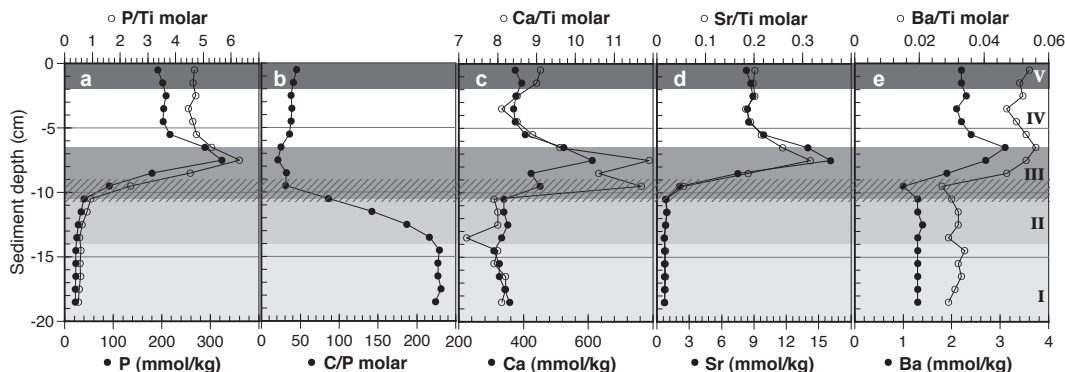 ○ P/Ti molar
○ Ca/Ti molar
○ Sr/Ti molar
○ Ba/Ti molar
0 1 2 3 4 5 6
7 8 9 10 11
0 0.1 0.2 0.3
0 0.02 0.04 0.06
Sediment depth (cm)
0
-5
-10
-15
-20
a
b
c
d
e
V
IV
III
II
I
0 100 200 300
0 50 100 150 200
200 400 600
0 3 6 9 12 15 18
0 1 2 3 4
● P (mmol/kg)
● C/P molar
● Ca (mmol/kg)
● Sr (mmol/kg)
● Ba (mmol/kg)